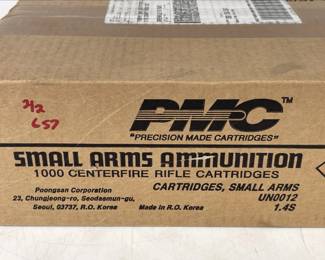 2/2
657
PMC™
"PRECISION MADE CARTRIDGES"
SMALL ARMS AMMUNITION
1000 CENTERFIRE RIFLE CARTRIDGES
Poongsan Corporation
23, Chungjeong-ro, Seodaemun-gu,
Seoul, 03737, R.O. Korea
Made in R.O. Korea
CARTRIDGES, SMALL ARMS
UN0012
1.4S